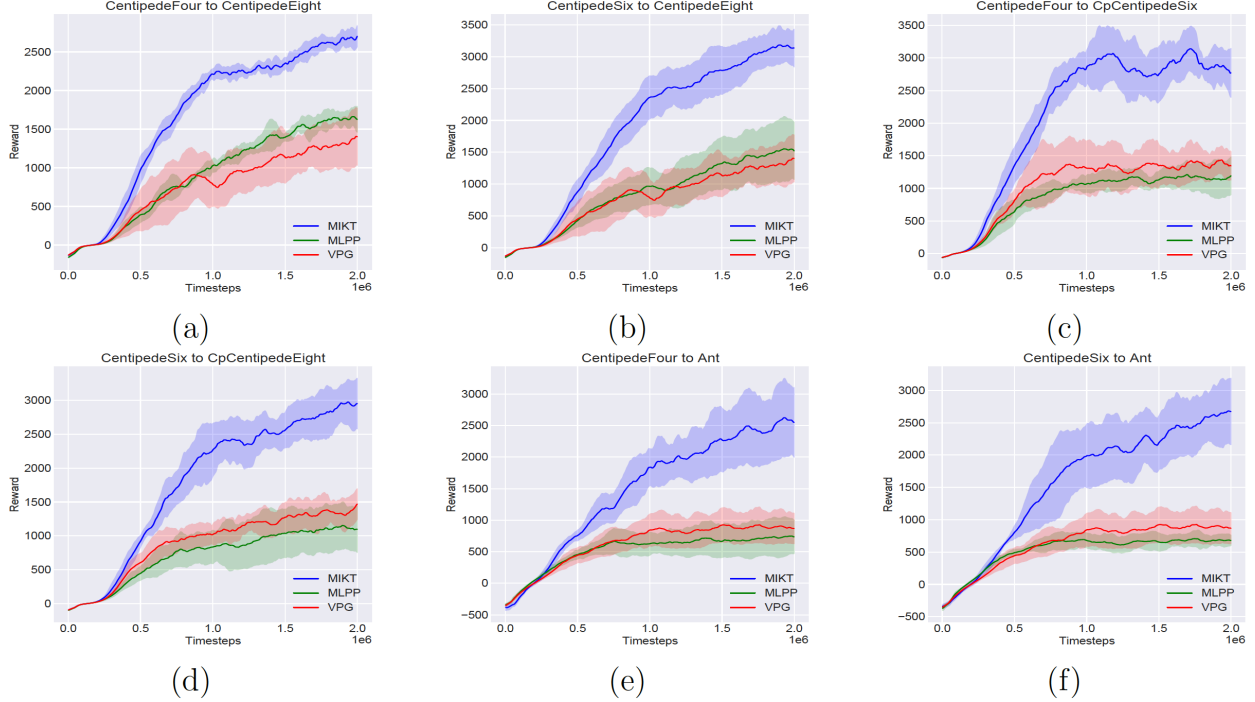 CentipedeFour to CentipedeEight
CentipedeSix to CentipedeEight
CentipedeFour to CpCentipedeSix
Reward
2500
2000
1500
1000
500
0
MIKT
MLPP
VPG
0.0 0.5 1.0 1.5 2.0
Timesteps
1e6
Reward
3000
2500
2000
1500
1000
500
0
MIKT
MLPP
VPG
0.0 0.5 1.0 1.5 2.0
Timesteps
1e6
Reward
3500
3000
2500
2000
1500
1000
500
0
MIKT
MLPP
VPG
0.0 0.5 1.0 1.5 2.0
Timesteps
1e6
(a)
(b)
(c)
CentipedeSix to CpCentipedeEight
CentipedeFour to Ant
CentipedeSix to Ant
Reward
3000
2500
2000
1500
1000
500
0
MIKT
MLPP
VPG
0.0 0.5 1.0 1.5 2.0
Timesteps
1e6
Reward
3000
2500
2000
1500
1000
500
0
−500
MIKT
MLPP
VPG
0.0 0.5 1.0 1.5 2.0
Timesteps
1e6
Reward
3000
2500
2000
1500
1000
500
0
−500
MIKT
MLPP
VPG
0.0 0.5 1.0 1.5 2.0
Timesteps
1e6
(d)
(e)
(f)